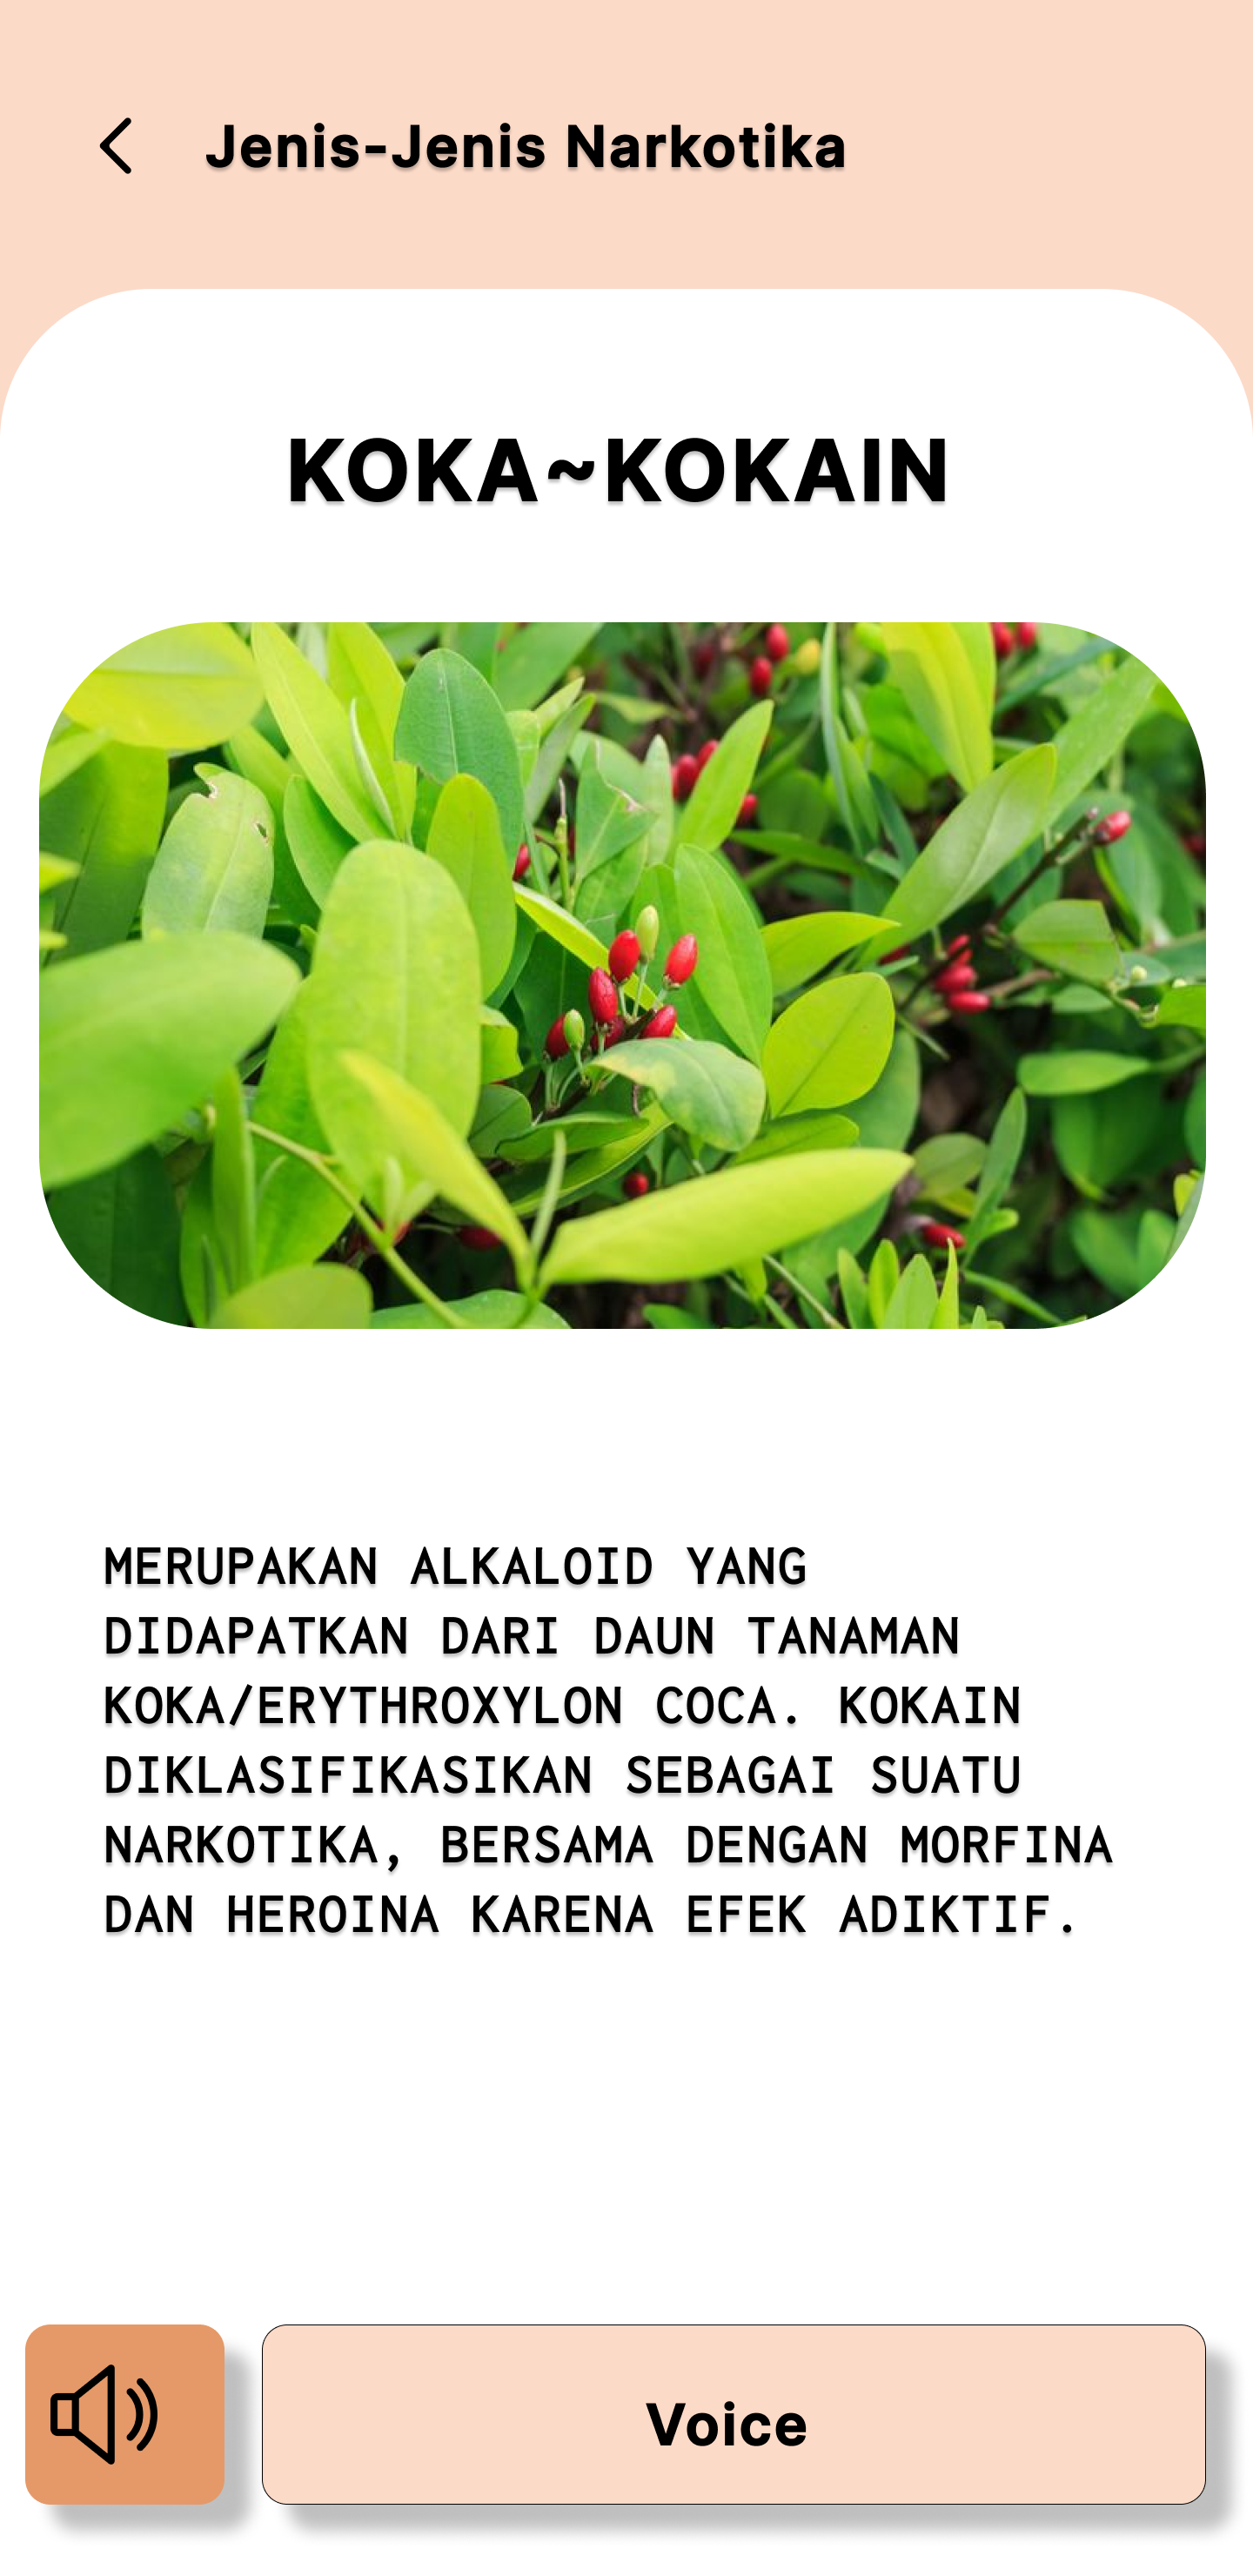 Jenis-Jenis Narkotika
KOKA~KOKAIN
MERUPAKAN ALKALOID YANG
DIDAPATKAN DARI DAUN TANAMAN
KOKA/ERYTHROXYLON COCA. KOKAIN
DIKLASIFIKASIKAN SEBAGAI SUATU
NARKOTIKA, BERSAMA DENGAN MORFINA
DAN HEROINA KARENA EFEK ADIKTIF.
Voice